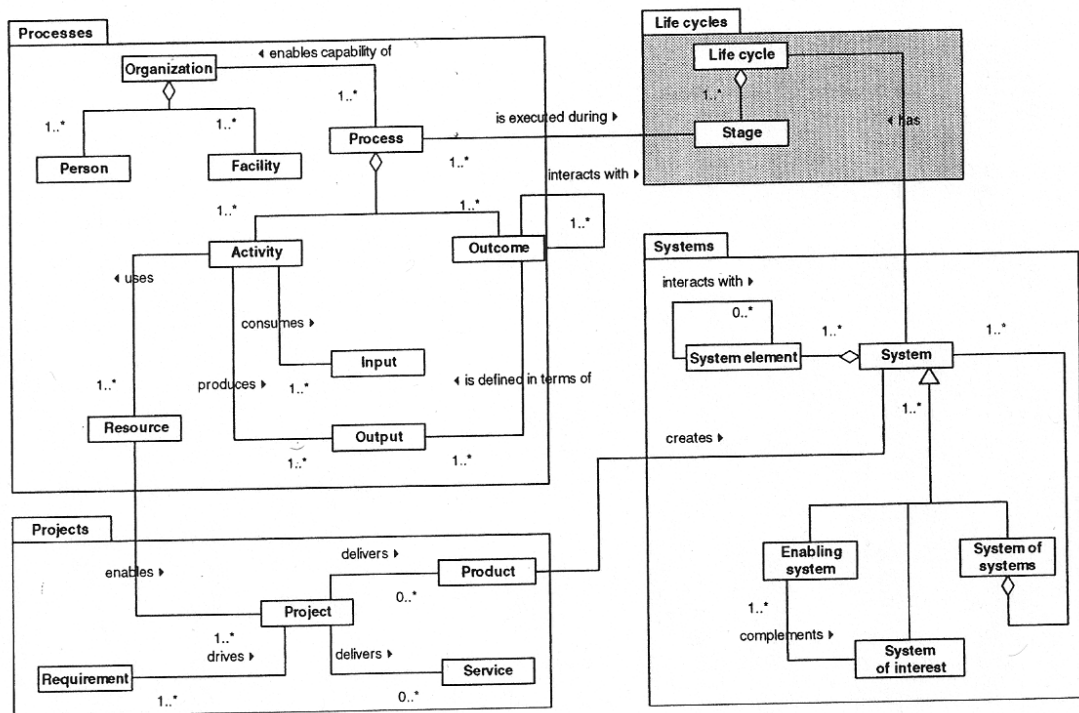 Processes
◂ enables capability of
Organization
1..*
1..*
1..*
Person
Facility
Process
1..*
is executed during ▸
Life cycles
Life cycle
1..*
Stage
◂ has
interacts with ▸
1..*
1..*
1..*
Activity
Outcome
◂ uses
consumes ▸
Input
1..*
produces ▸
◂ is defined in terms of
1..*
Resource
Output
1..*
1..*
Systems
interacts with ▸
0..*
1..*
1..*
System element
System
1..*
creates ▸
Enabling
system
System of
systems
1..*
complements ▸
System
of interest
Projects
delivers ▸
enables ▸
Product
0..*
Project
1..*
drives ▸
delivers ▸
Requirement
Service
1..*
0..*